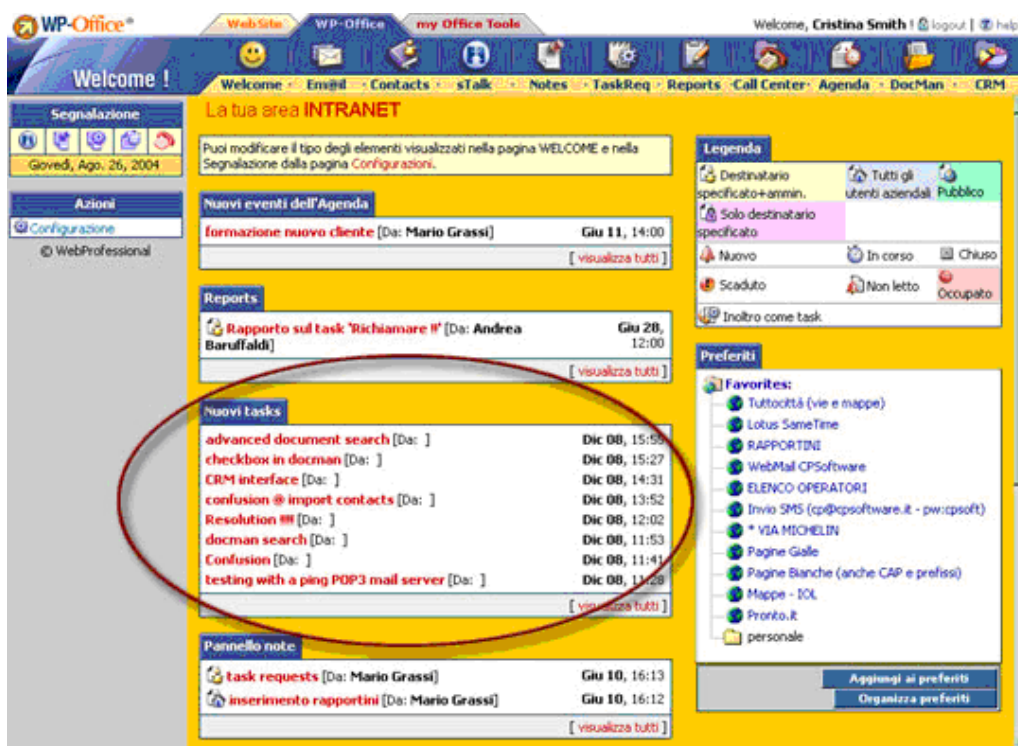 WP-Office®
Web Site
WP-Office
my Office Tools
Welcome, Cristina Smith ! logout | help
Welcome !
Welcome · Em@il · Contacts · sTalk · Notes · TaskReq · Reports · Call Center · Agenda · DocMan · CRM
Segnalazione
Giovedì, Ago. 26, 2004
Azioni
Configurazione
© WebProfessional
La tua area INTRANET
Puoi modificare il tipo degli elementi visualizzati nella pagina WELCOME e nella
Segnalazione dalla pagina Configurazioni.
Nuovi eventi dell'Agenda
formazione nuovo cliente [Da: Mario Grassi] Giu 11, 14:00
[ visualizza tutti ]
Reports
Rapporto sul task 'Richiamare !!' [Da: Andrea Giu 28,
Baruffaldi] 12:00
[ visualizza tutti ]
Nuovi tasks
advanced document search [Da: ] Dic 08, 15:55
checkbox in docman [Da: ] Dic 08, 15:27
CRM interface [Da: ] Dic 08, 14:31
confusion @ import contacts [Da: ] Dic 08, 13:52
Resolution !!!! [Da: ] Dic 08, 12:02
docman search [Da: ] Dic 08, 11:53
Confusion [Da: ] Dic 08, 11:41
testing with a ping POP3 mail server [Da: ] Dic 08, 11:28
[ visualizza tutti ]
Pannello note
task requests [Da: Mario Grassi] Giu 10, 16:13
inserimento rapportini [Da: Mario Grassi] Giu 10, 16:12
[ visualizza tutti ]
Legenda
Destinatario Tutti gli
specificato+ammin. utenti aziendali Pubblico
Solo destinatario
specificato
Nuovo In corso Chiuso
Scaduto Non letto Occupato
Inoltro come task
Preferiti
Favorites:
Tuttocittà (vie e mappe)
Lotus SameTime
RAPPORTINI
WebMail CPSoftware
ELENCO OPERATORI
Invio SMS (cp@cpsoftware.it - pw:cpsoft)
* VIA MICHELIN
Pagine Gialle
Pagine Bianche (anche CAP e prefissi)
Mappe - IOL
Pronto.it
personale
Aggiungi ai preferiti
Organizza preferiti